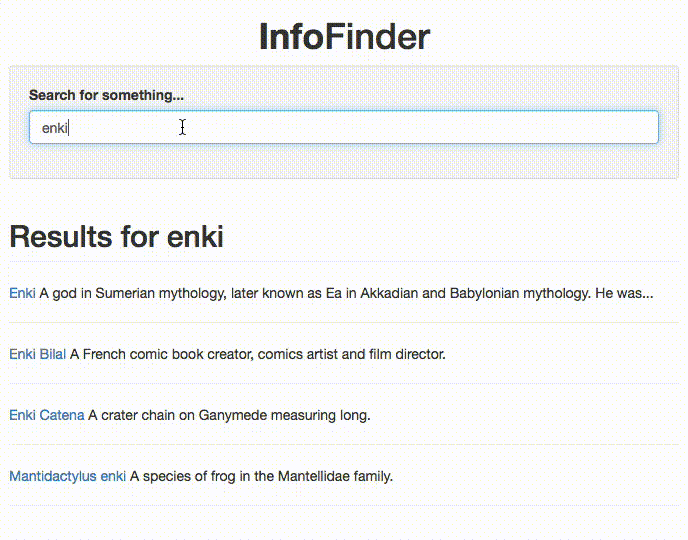 InfoFinder
Search for something...
enki
Results for enki
Enki A god in Sumerian mythology, later known as Ea in Akkadian and Babylonian mythology. He was...
Enki Bilal A French comic book creator, comics artist and film director.
Enki Catena A crater chain on Ganymede measuring long.
Mantidactylus enki A species of frog in the Mantellidae family.